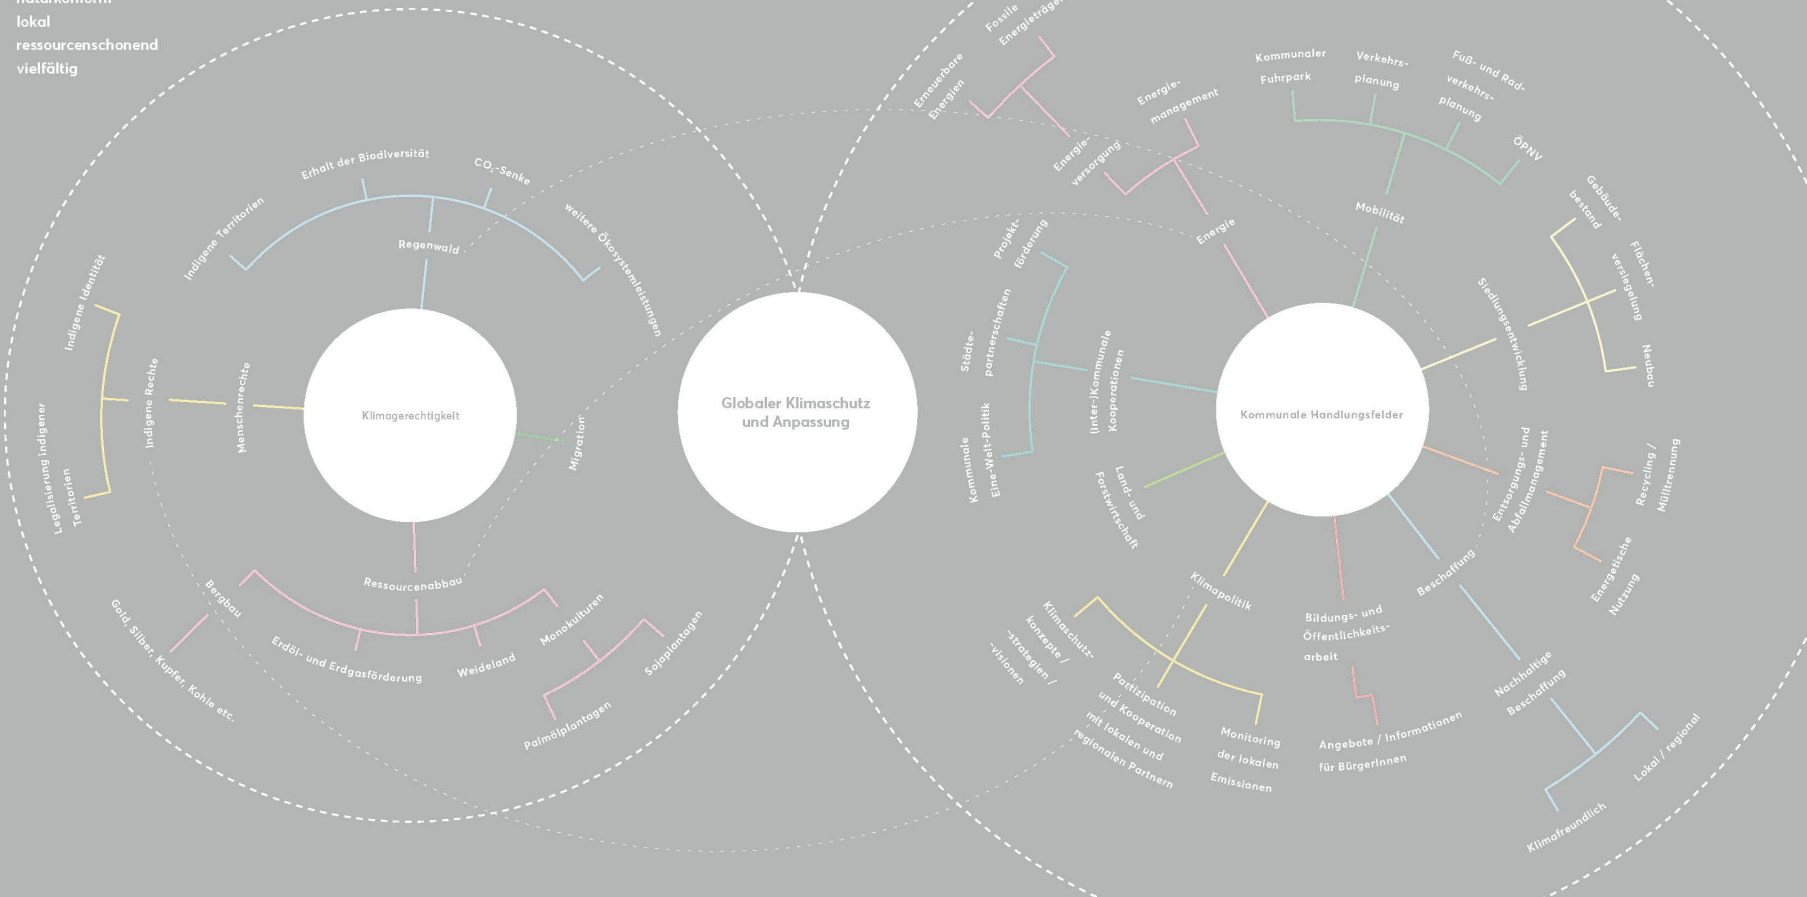 naturkonform
lokal
ressourcenschonend
vielfältig
Erhalt der Biodiversität
CO₂-Senke
Indigene Territorien
weitere Ökosystemleistungen
Regenwald
Indigene Identität
Indigene Rechte
Menschenrechte
Legalisierung indigener
Territorien
Klimagerechtigkeit
Migration
Ressourcenabbau
Bergbau
Gold, Silber, Kupfer, Kohle etc.
Erdöl- und Erdgasförderung
Weideland
Monokulturen
Sojaplantagen
Palmölplantagen
Globaler Klimaschutz
und Anpassung
Fossile
Energieträger
Erneuerbare
Energien
Energie-
versorgung
Energie-
management
Energie
Kommunaler
Fuhrpark
Verkehrs-
planung
Fuß- und Rad-
verkehrs-
planung
ÖPNV
Mobilität
Gebäude-
bestand
Flächen-
versiegelung
Neubau
Siedlungsentwicklung
Projekt-
förderung
Städte-
partnerschaften
Kommunale
Eine-Welt-Politik
(Inter-)Kommunale
Kooperationen
Kommunale Handlungsfelder
Land- und
Forstwirtschaft
Entsorgungs- und
Abfallmanagement
Recycling /
Mülltrennung
Energetische
Nutzung
Klimapolitik
Klimaschutz-
konzepte /
-strategien /
-visionen
Partizipation
und Kooperation
mit lokalen und
regionalen Partnern
Monitoring
der lokalen
Emissionen
Bildungs- und
Öffentlichkeits-
arbeit
Angebote / Informationen
für BürgerInnen
Beschaffung
Nachhaltige
Beschaffung
Lokal / regional
Klimafreundlich